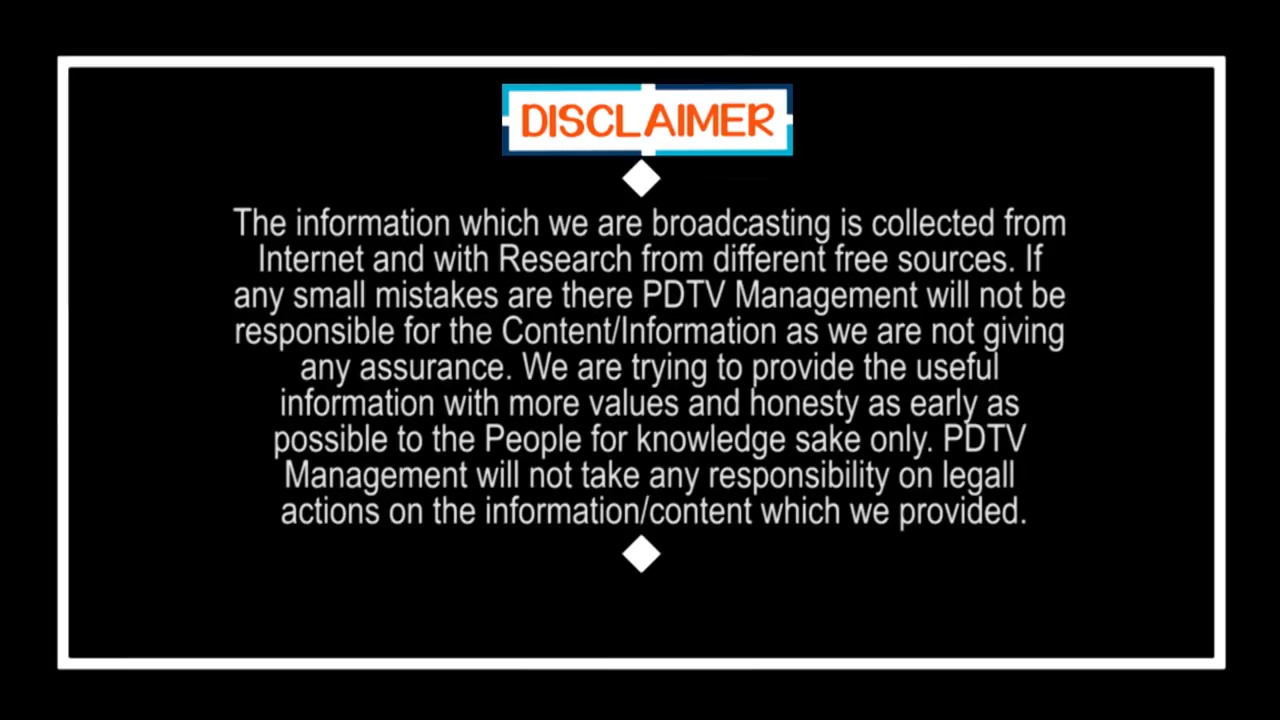 DISCLAIMER
The information which we are broadcasting is collected from
Internet and with Research from different free sources. If
any small mistakes are there PDTV Management will not be
responsible for the Content/Information as we are not giving
any assurance. We are trying to provide the useful
information with more values and honesty as early as
possible to the People for knowledge sake only. PDTV
Management will not take any responsibility on legall
actions on the information/content which we provided.